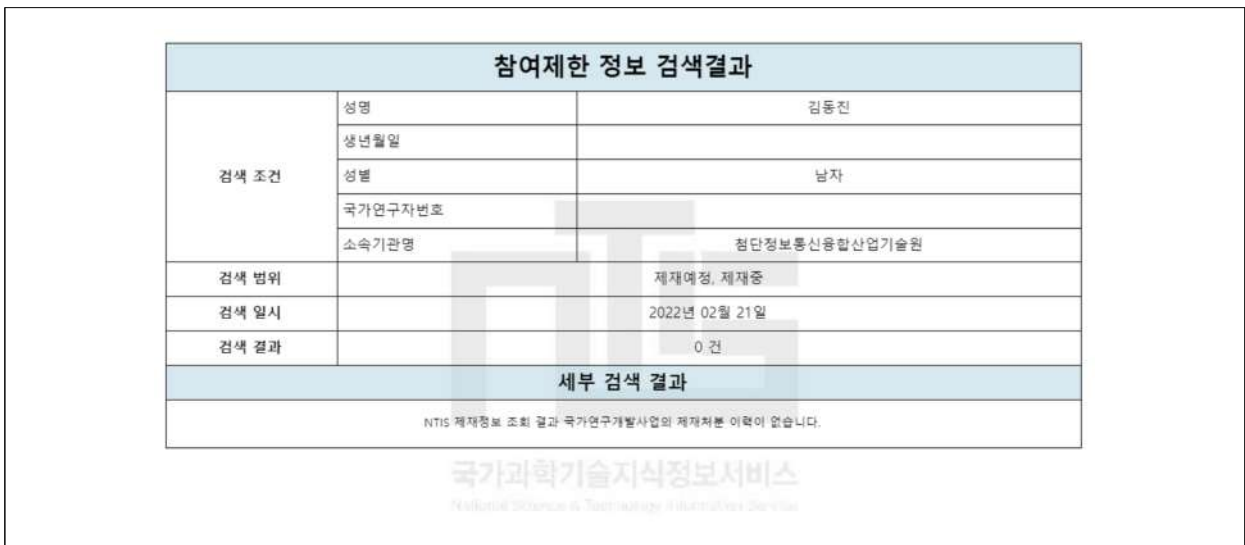 참여제한 정보 검색결과
검색 조건
성명 김동진
생년월일
성별 남자
국가연구자번호
소속기관명 첨단정보통신융합산업기술원
검색 범위 제재예정, 제재중
검색 일시 2022년 02월 21일
검색 결과 0 건
세부 검색 결과
NTIS 제재정보 조회 결과 국가연구개발사업의 제재처분 이력이 없습니다.
NTIS
국가과학기술지식정보서비스
National Science & Technology Information Service